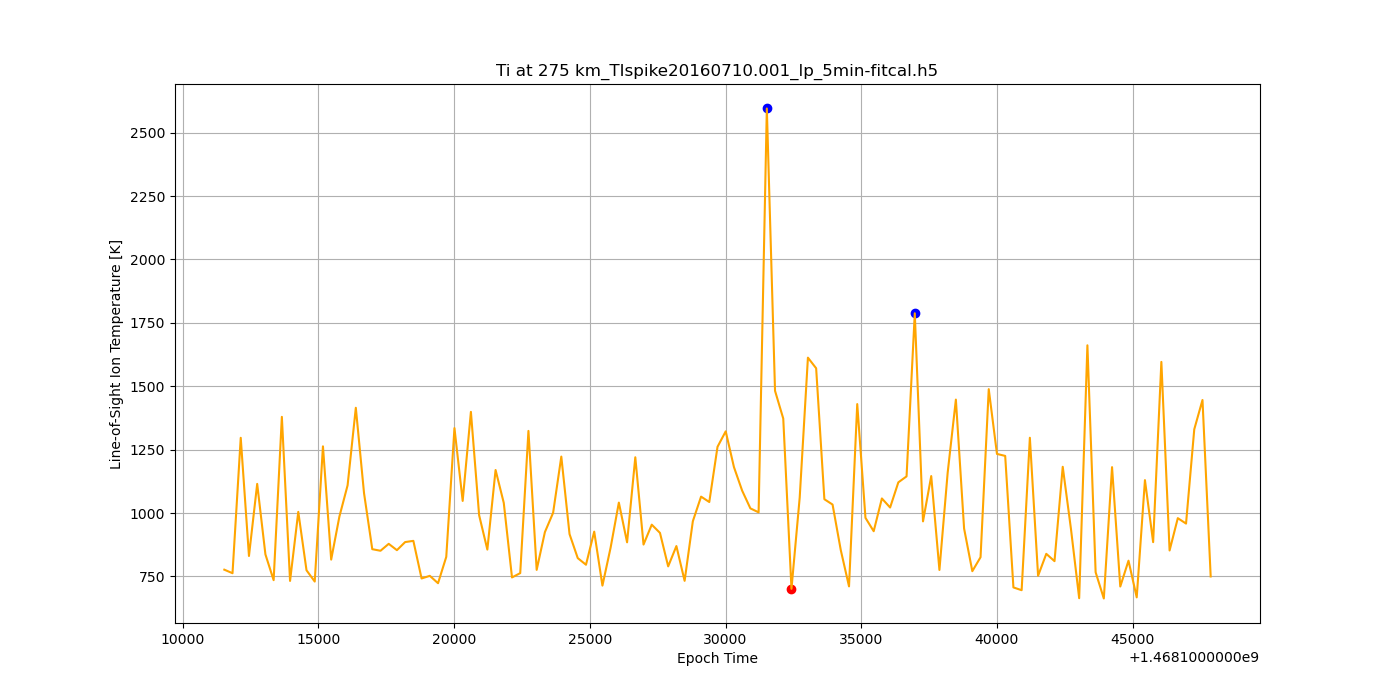 Ti at 275 km_TIspike20160710.001_lp_5min-fitcal.h5
Line-of-Sight Ion Temperature [K]
2500
2250
2000
1750
1500
1250
1000
750
10000 15000 20000 25000 30000 35000 40000 45000
Epoch Time
+1.4681000000e9